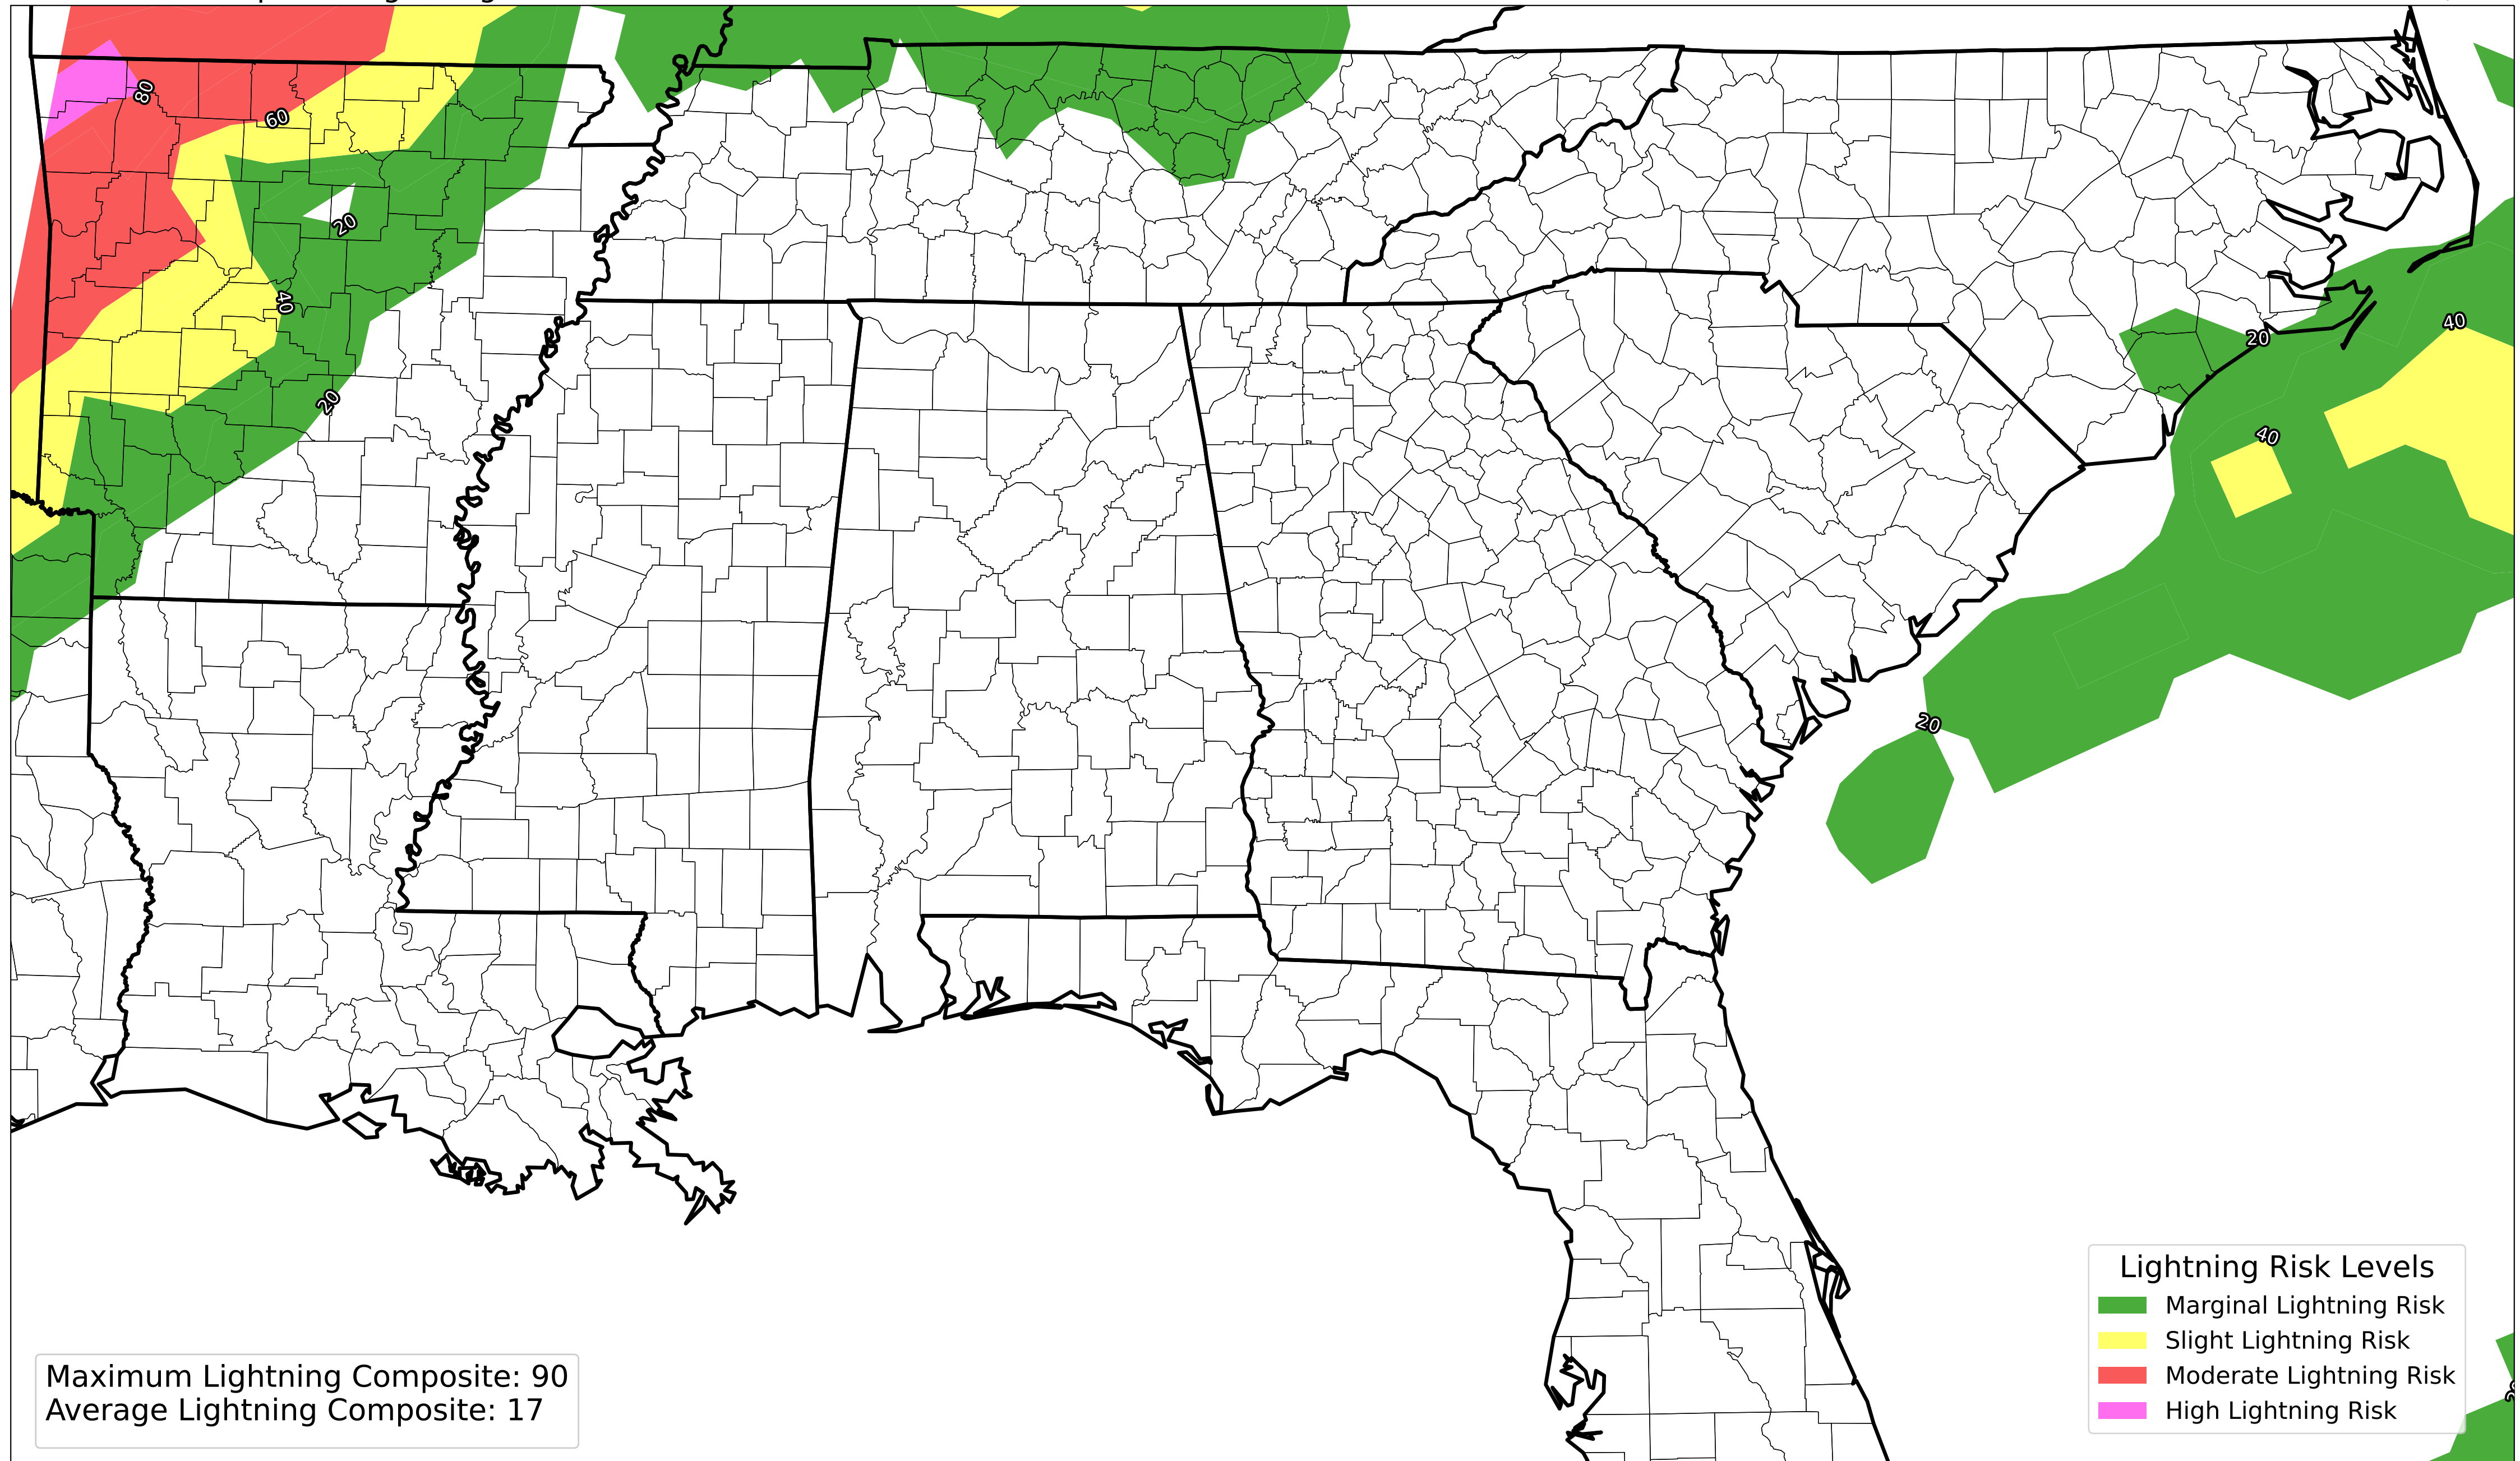 80
60
20
40
20
20
40
40
20
Lightning Risk Levels
Marginal Lightning Risk
Slight Lightning Risk
Moderate Lightning Risk
High Lightning Risk
Maximum Lightning Composite: 90
Average Lightning Composite: 17